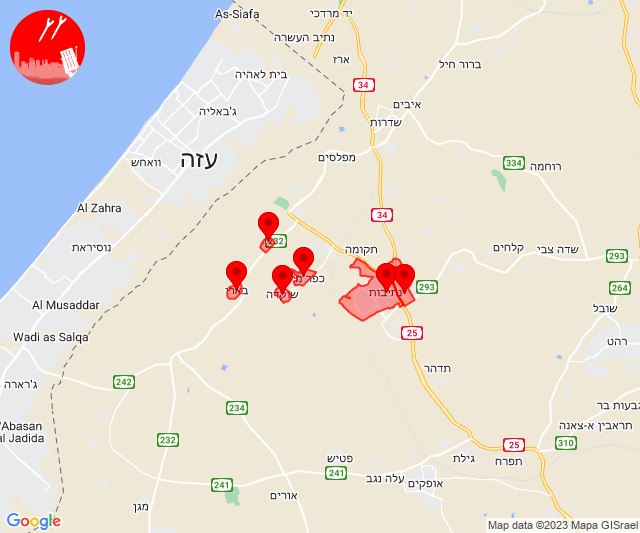 As-Siafa
יד מרדכי
נתיב העשרה
ארז
ברור חיל
בית לאהיה
34
איבים
ג'באליה
שדרות
מפלסים
וואחש
עזה
334
רוחמה
Al Zahra
34
232
נוסיראת
תקומה
קלחים
שדה צבי
293
293
264
בארי
שוקדה
נתיבות
Al Musaddar
שובל
Wadi as Salqa
25
רהט
תדהר
ג'רארה
242
234
גבעות בר
'Abasan
al Jadida
תראבין א-צאנה
232
25
310
פטיש
גילת
תפרח
241
241
עלה נגב
אופקים
אורים
מגן
Google
Map data ©2023 Mapa GISrael